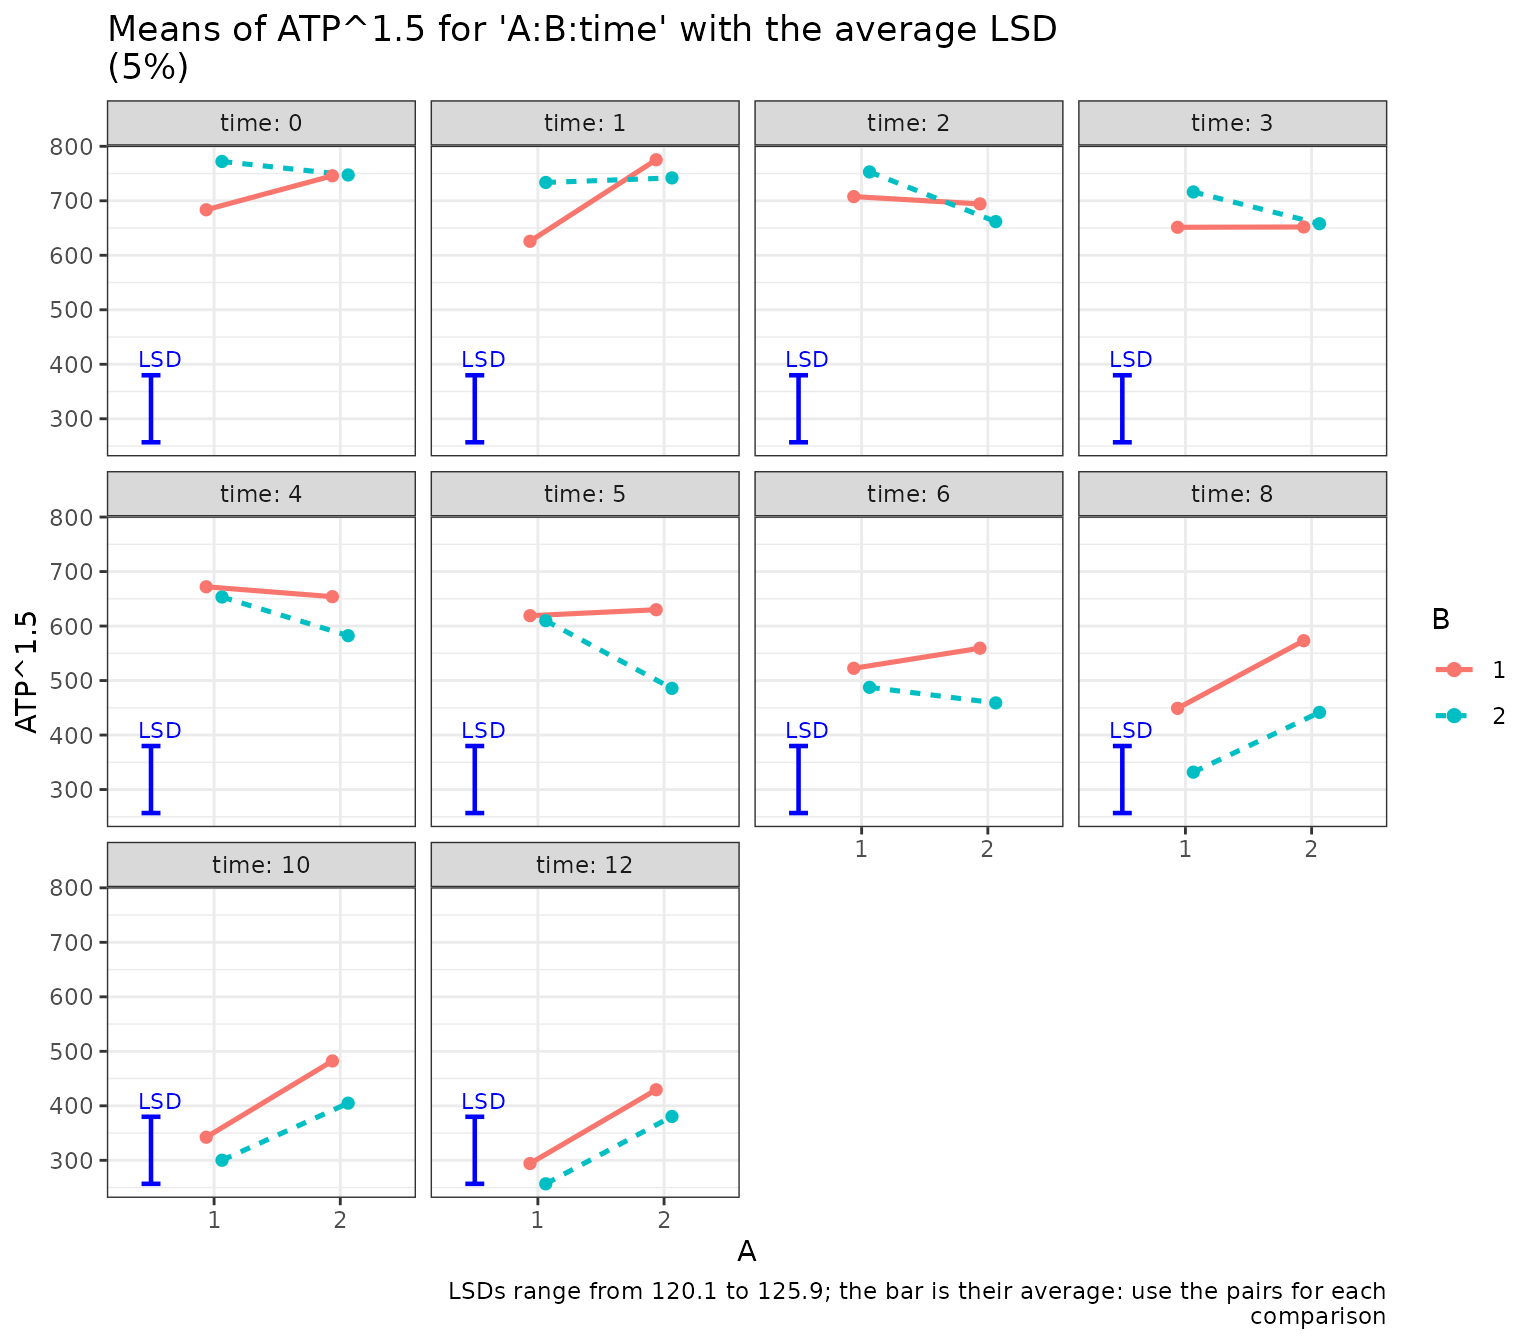 Means of ATP^1.5 for 'A:B:time' with the average LSD
(5%)
time: 0
time: 1
time: 2
time: 3
800
700
600
500
400
300
LSD
LSD
LSD
LSD
time: 4
time: 5
time: 6
time: 8
800
700
600
500
400
300
LSD
LSD
LSD
LSD
1
2
1
2
time: 10
time: 12
800
700
600
500
400
300
LSD
LSD
1
2
1
2
ATP^1.5
A
B
1
2
LSDs range from 120.1 to 125.9; the bar is their average: use the pairs for each
comparison